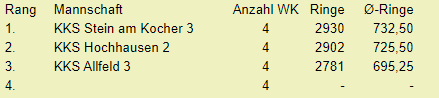 Rang Mannschaft Anzahl WK Ringe Ø-Ringe
1. KKS Stein am Kocher 3 4 2930 732,50
2. KKS Hochhausen 2 4 2902 725,50
3. KKS Allfeld 3 4 2781 695,25
4. 4 - -